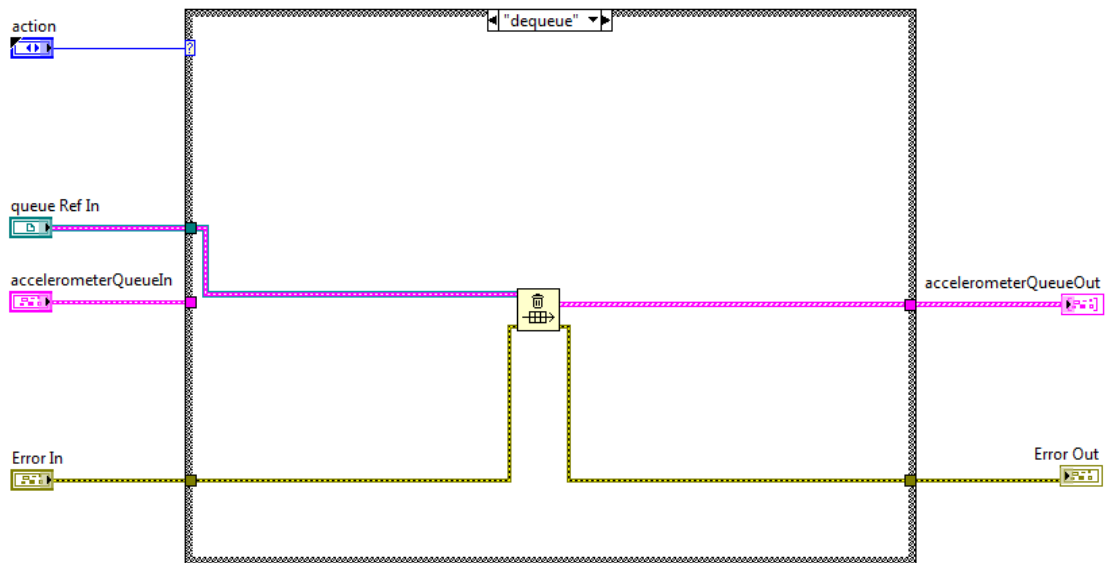 "dequeue"
action
?
queue Ref In
accelerometerQueueIn
accelerometerQueueOut
Error In
Error Out